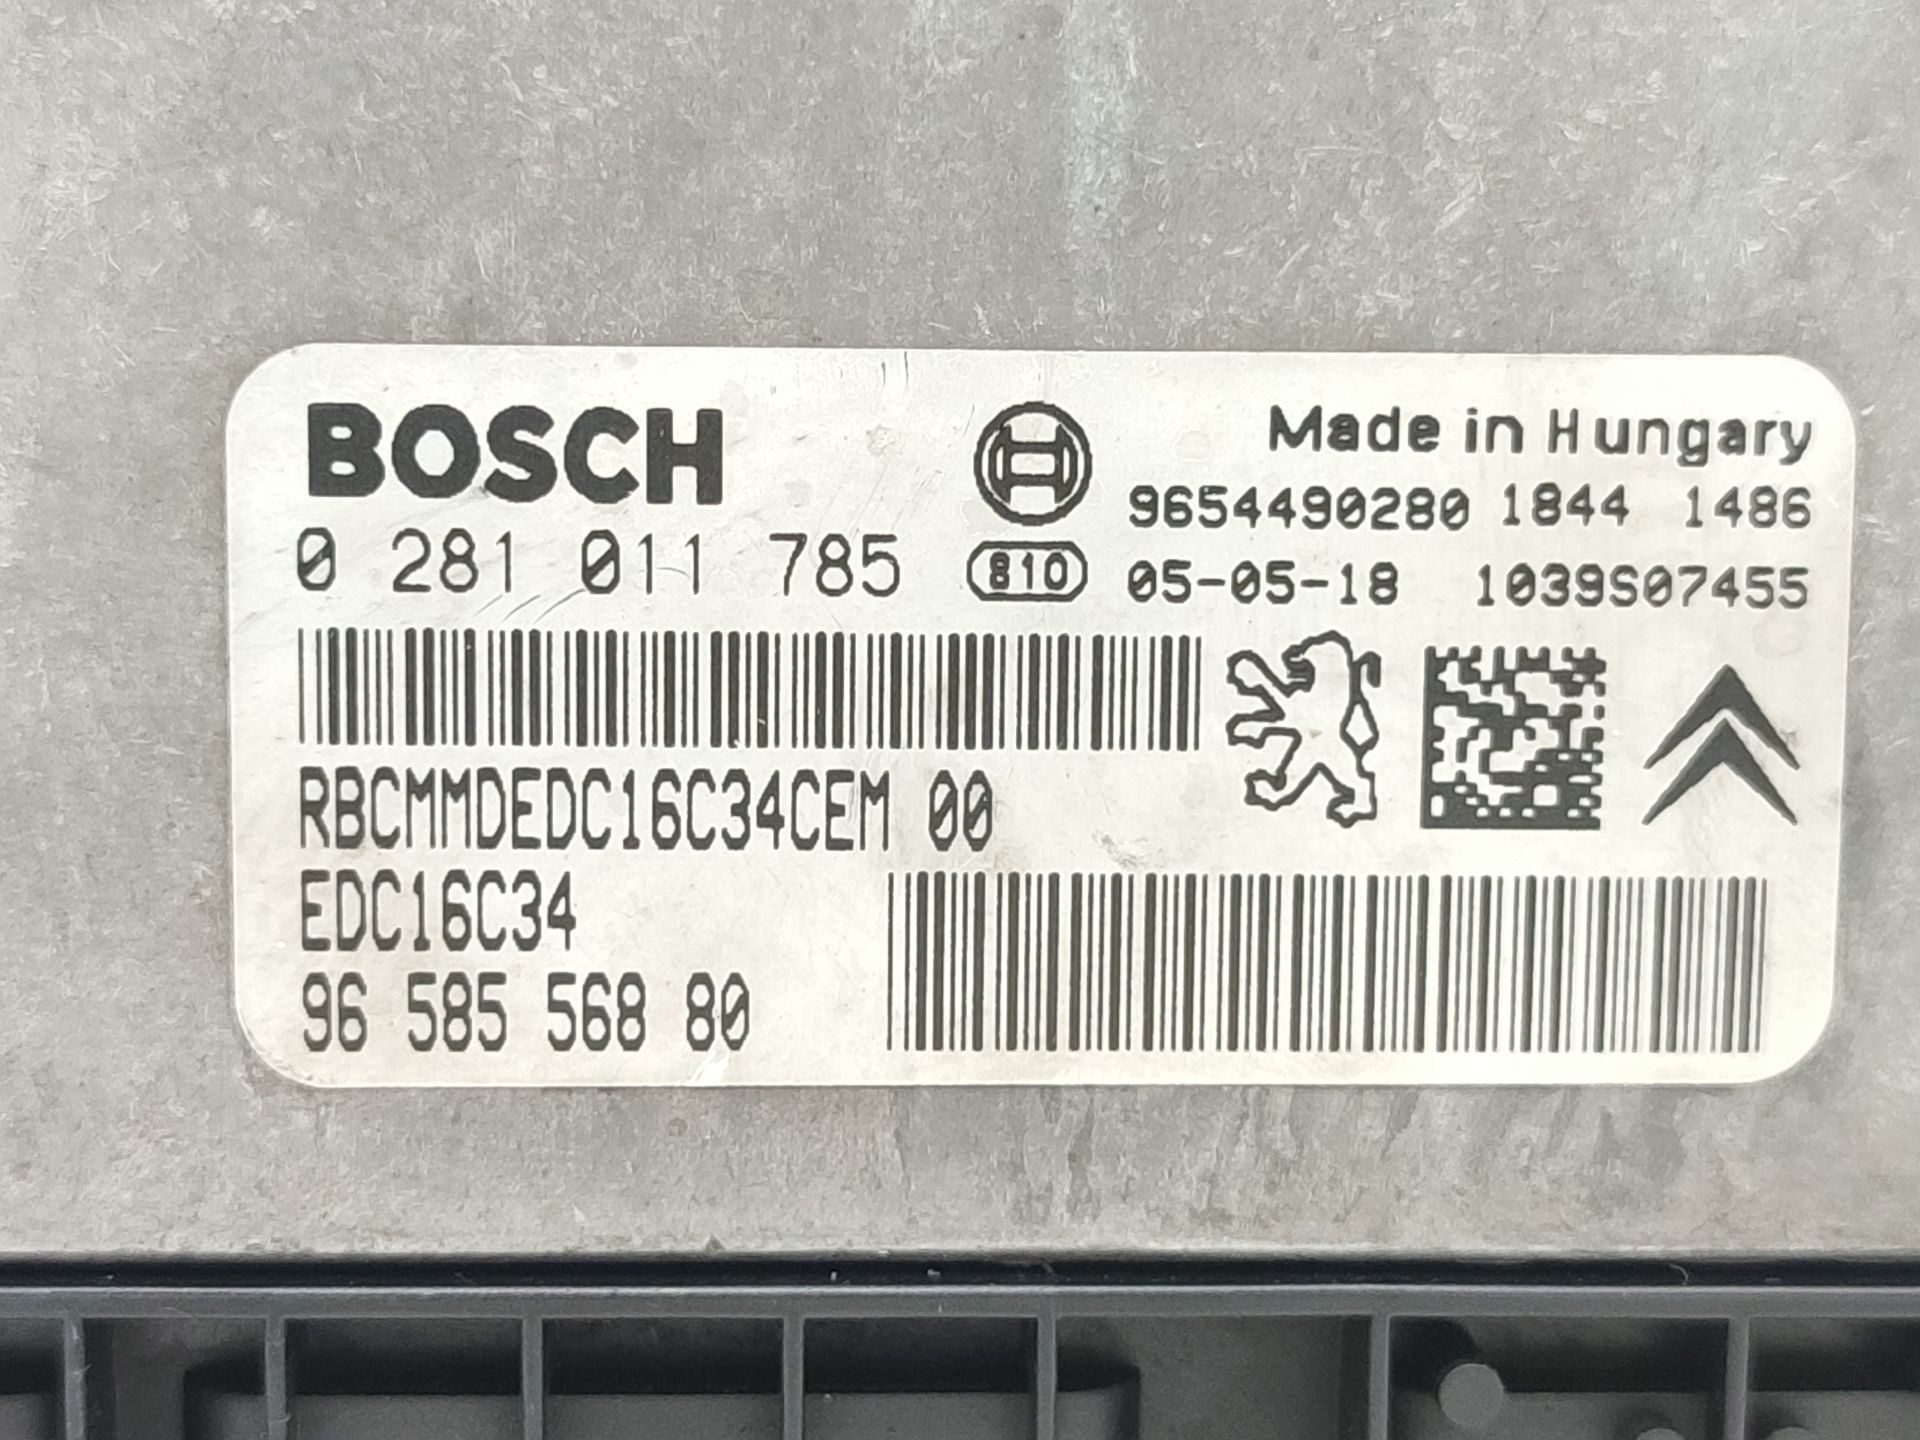 BOSCH
Made in Hungary
9654490280 1844 1486
0 281 011 785
810
05-05-18 1039S07455
RBCMMDEDC16C34CEM 00
EDC16C34
96 585 568 80